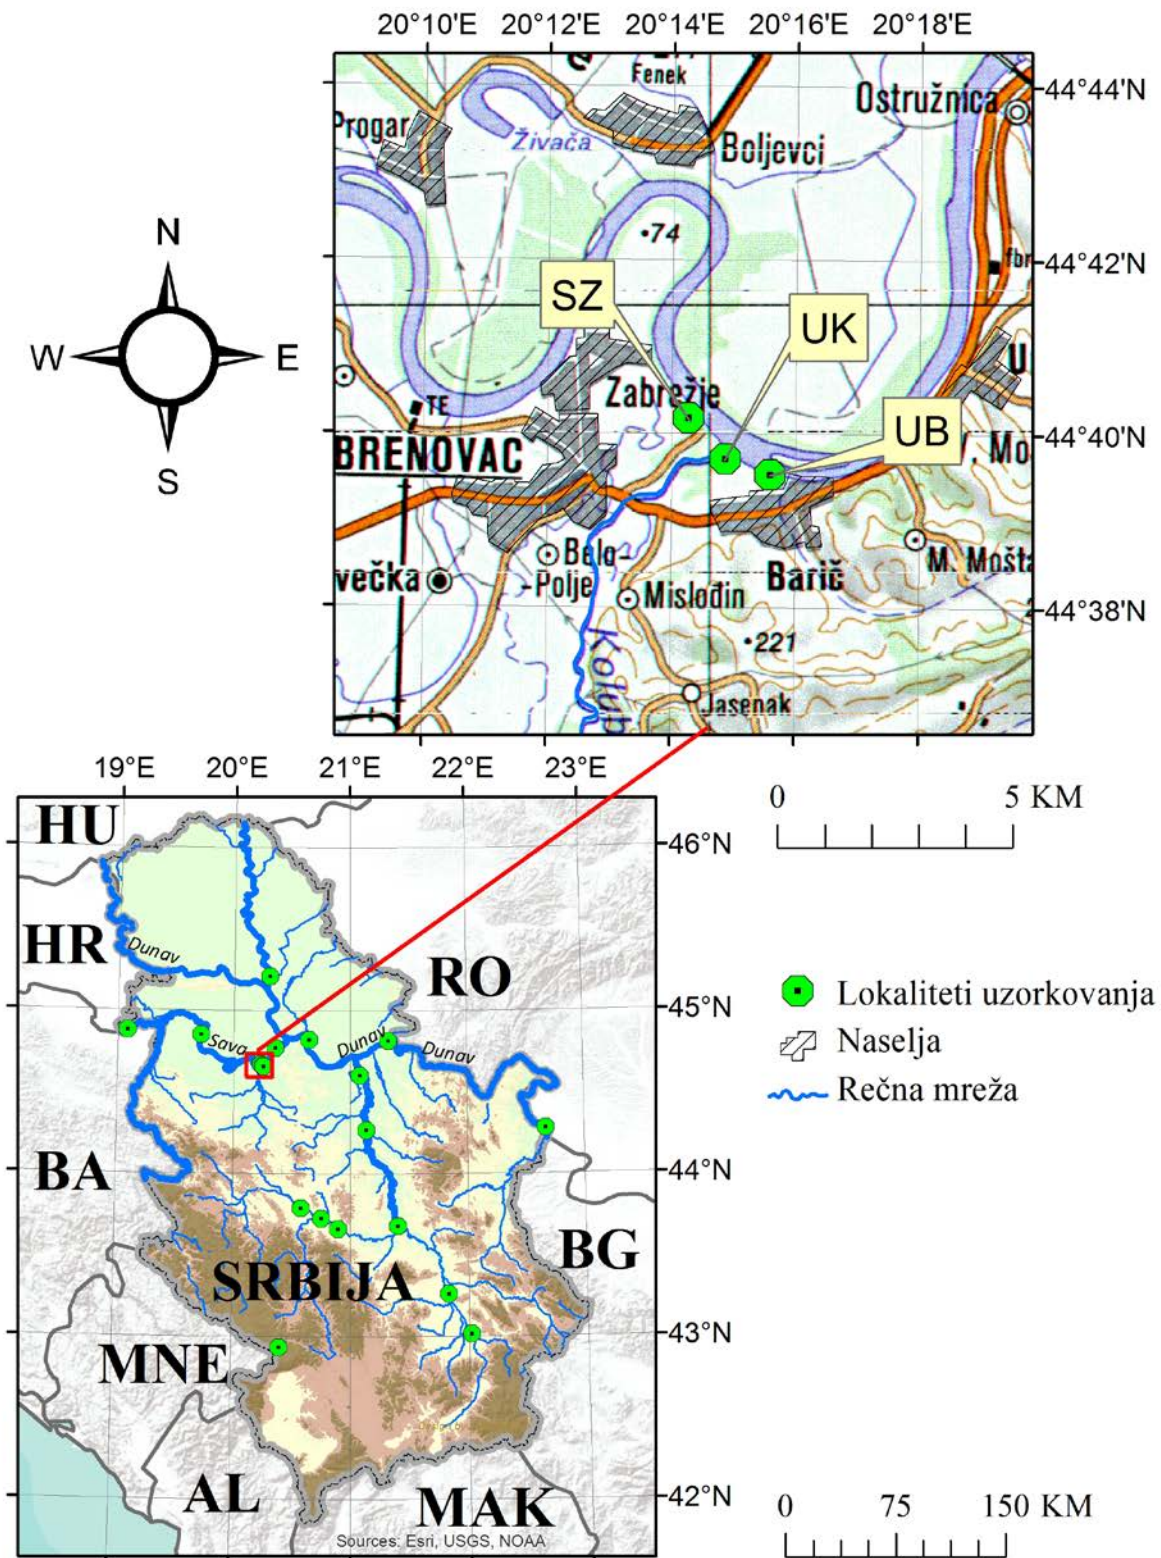 20°10'E 20°12'E 20°14'E 20°16'E 20°18'E
Fenek
Ostružnica
44°44'N
Progar
Živača
Boljevci
74
44°42'N
fbr
N
W E
S
SZ
UK
Zabrežje
TE
UB
44°40'N
BRENOVAC
V. Mo
Belo-
Polje
večka
Barič
M. Mošta
Mislođin
44°38'N
221
Kolub
Jasenak
19°E 20°E 21°E 22°E 23°E
0 5 KM
HU
46°N
HR
Dunav
RO
45°N
Lokaliteti uzorkovanja
Sava
Dunav
Dunav
Naselja
Rečna mreža
BA
44°N
BG
SRBIJA
43°N
MNE
AL
MAK
42°N
0 75 150 KM
Sources: Esri, USGS, NOAA